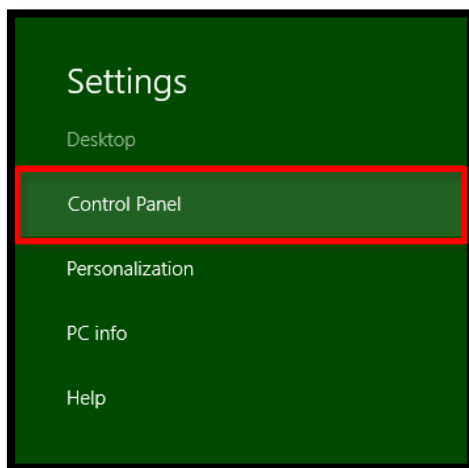 Settings
Desktop
Control Panel
Personalization
PC info
Help